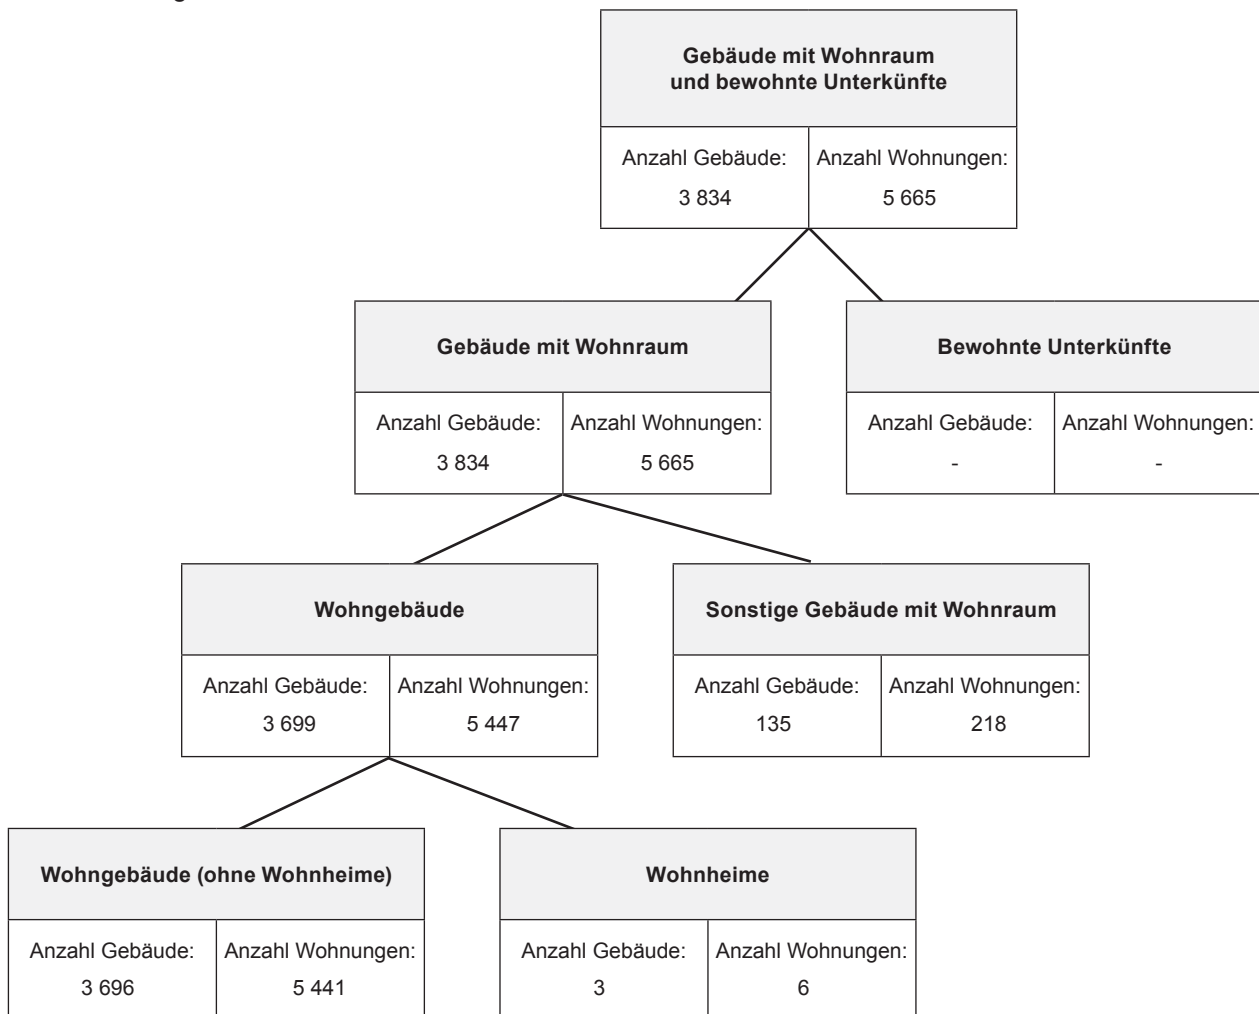 Gebäude mit Wohnraum
und bewohnte Unterkünfte
Anzahl Gebäude: Anzahl Wohnungen:
3 834 5 665
Gebäude mit Wohnraum
Anzahl Gebäude: Anzahl Wohnungen:
3 834 5 665
Bewohnte Unterkünfte
Anzahl Gebäude: Anzahl Wohnungen:
- -
Wohngebäude
Anzahl Gebäude: Anzahl Wohnungen:
3 699 5 447
Sonstige Gebäude mit Wohnraum
Anzahl Gebäude: Anzahl Wohnungen:
135 218
Wohngebäude (ohne Wohnheime)
Anzahl Gebäude: Anzahl Wohnungen:
3 696 5 441
Wohnheime
Anzahl Gebäude: Anzahl Wohnungen:
3 6